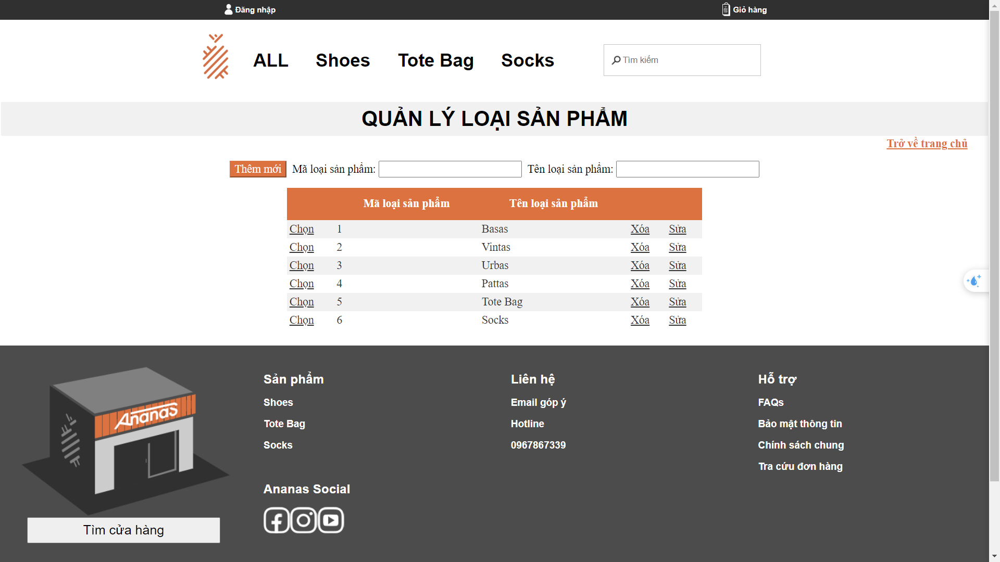 Đăng nhập
Giỏ hàng
ALL Shoes Tote Bag Socks Tìm kiếm
QUẢN LÝ LOẠI SẢN PHẨM
Trở về trang chủ
Thêm mới Mã loại sản phẩm: Tên loại sản phẩm:
Mã loại sản phẩm Tên loại sản phẩm
Chọn 1 Basas Xóa Sửa
Chọn 2 Vintas Xóa Sửa
Chọn 3 Urbas Xóa Sửa
Chọn 4 Pattas Xóa Sửa
Chọn 5 Tote Bag Xóa Sửa
Chọn 6 Socks Xóa Sửa
Ananas
Tìm cửa hàng
Sản phẩm
Shoes
Tote Bag
Socks
Ananas Social
Liên hệ
Email góp ý
Hotline
0967867339
Hỗ trợ
FAQs
Bảo mật thông tin
Chính sách chung
Tra cứu đơn hàng